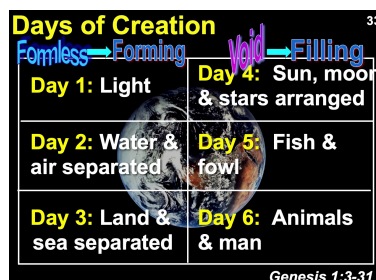 Days of Creation
33
Formless → Forming
Void → Filling
Day 1: Light
Day 4: Sun, moon
& stars arranged
Day 2: Water &
air separated
Day 5: Fish &
fowl
Day 3: Land &
sea separated
Day 6: Animals
& man
Genesis 1:3-31